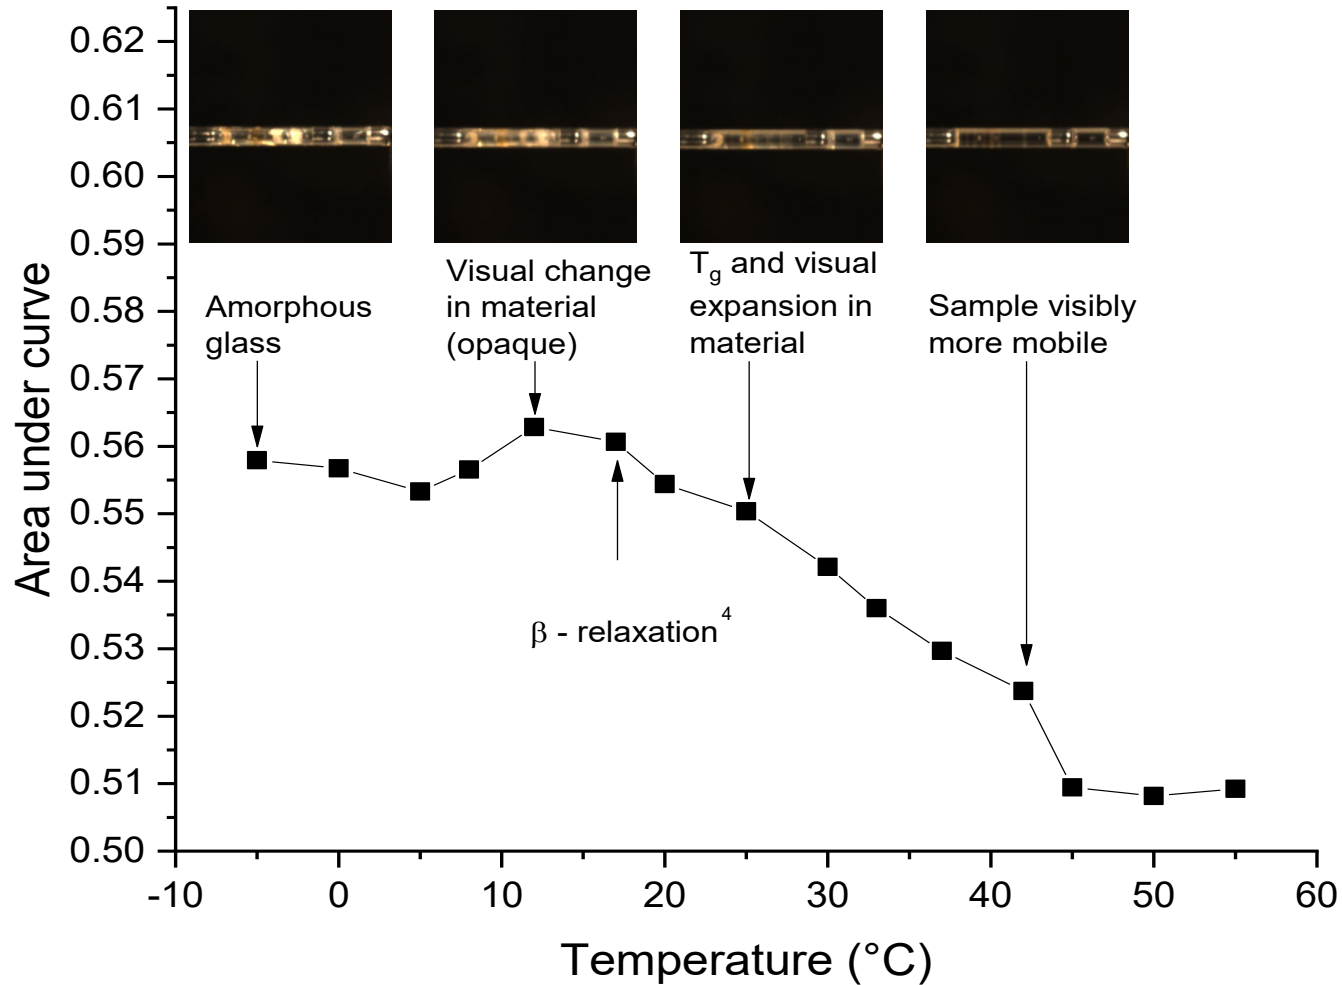 0.62
0.61
0.60
0.59
0.58
0.57
0.56
0.55
0.54
0.53
0.52
0.51
0.50
Area under curve
Amorphous
glass
Visual change
in material
(opaque)
Tg and visual
expansion in
material
Sample visibly
more mobile
β - relaxation4
-10 0 10 20 30 40 50 60
Temperature (°C)